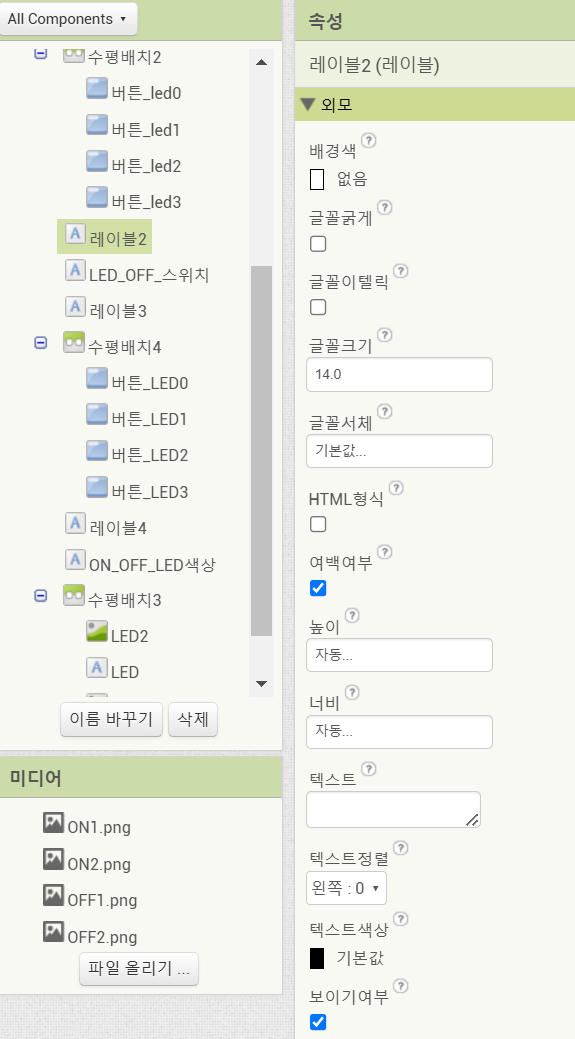 All Components
수평배치2
버튼_led0
버튼_led1
버튼_led2
버튼_led3
A 레이블2
A LED_OFF_스위치
A 레이블3
수평배치4
버튼_LED0
버튼_LED1
버튼_LED2
버튼_LED3
A 레이블4
A ON_OFF_LED색상
수평배치3
LED2
A LED
이름 바꾸기 삭제
미디어
ON1.png
ON2.png
OFF1.png
OFF2.png
파일 올리기 ...
속성
레이블2 (레이블)
외모
배경색 ?
없음
글꼴굵게 ?
글꼴이텔릭 ?
글꼴크기 ?
14.0
글꼴서체 ?
기본값...
HTML형식 ?
여백여부 ?
높이 ?
자동...
너비 ?
자동...
텍스트 ?
텍스트정렬 ?
왼쪽 : 0
텍스트색상 ?
기본값
보이기여부 ?